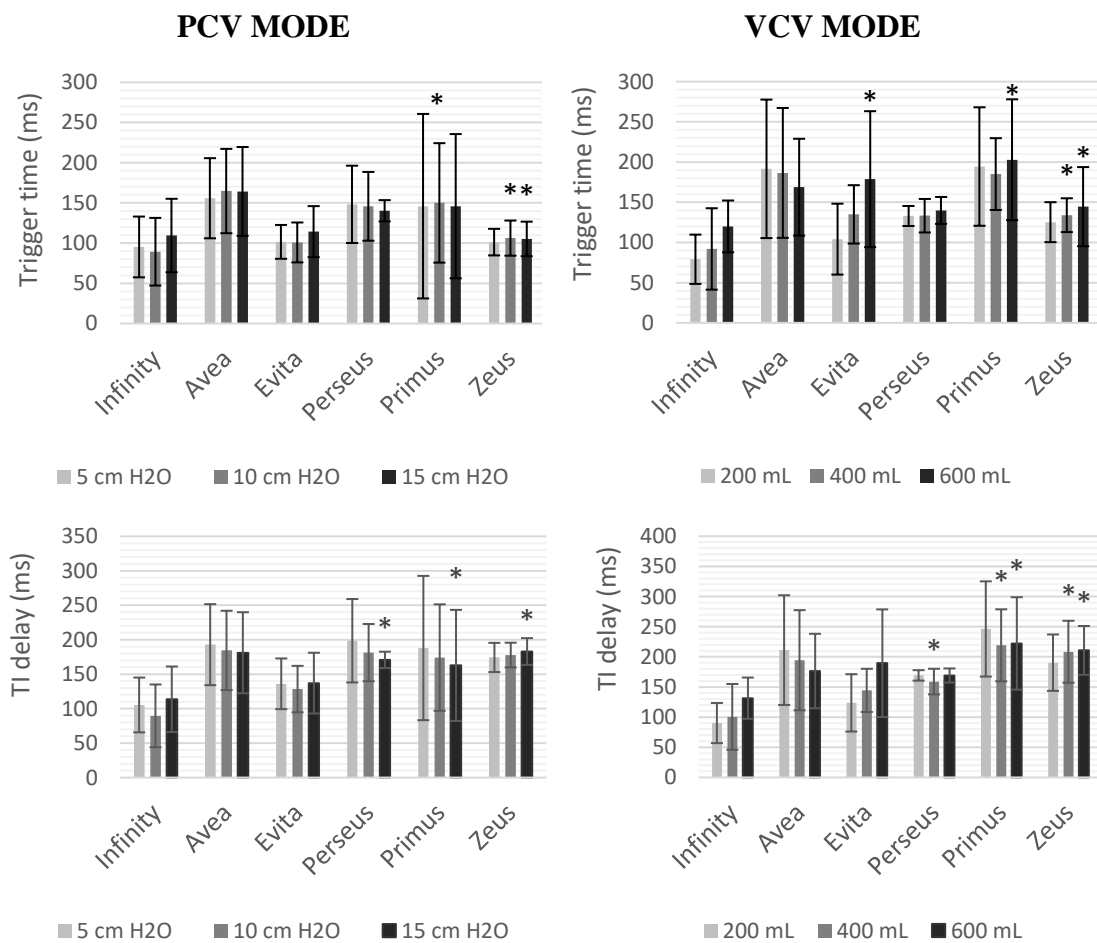 PCV MODE
VCV MODE
Trigger time (ms)
300
250
200
150
100
50
0
* * *
Infinity Avea Evita Perseus Primus Zeus
5 cm H2O 10 cm H2O 15 cm H2O
Trigger time (ms)
300
250
200
150
100
50
0
* * * *
Infinity Avea Evita Perseus Primus Zeus
200 mL 400 mL 600 mL
TI delay (ms)
350
300
250
200
150
100
50
0
* * *
Infinity Avea Evita Perseus Primus Zeus
5 cm H2O 10 cm H2O 15 cm H2O
TI delay (ms)
400
350
300
250
200
150
100
50
0
* * * * *
Infinity Avea Evita Perseus Primus Zeus
200 mL 400 mL 600 mL